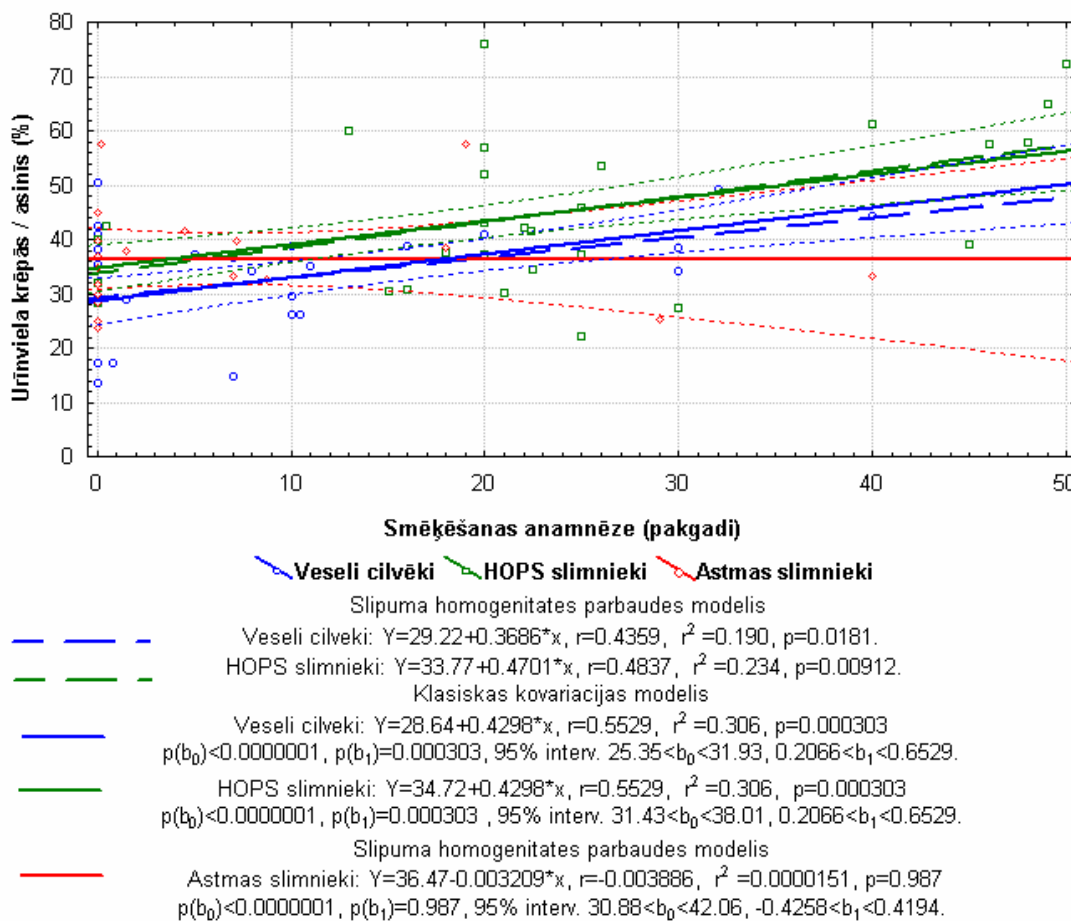 Urīnviela krēpās / asinīs (%)
80
70
60
50
40
30
20
10
0
0 10 20 30 40 50
Smēķēšanas anamnēze (pakgadi)
Veseli cilvēki HOPS slimnieki Astmas slimnieki
Slipuma homogenitates parbaudes modelis
Veseli cilveki: Y=29.22+0.3686*x, r=0.4359, r² =0.190, p=0.0181.
HOPS slimnieki: Y=33.77+0.4701*x, r=0.4837, r² =0.234, p=0.00912.
Klasiskas kovariacijas modelis
Veseli cilveki: Y=28.64+0.4298*x, r=0.5529, r² =0.306, p=0.000303
p(b₀)<0.0000001, p(b₁)=0.000303, 95% interv. 25.35<b₀<31.93, 0.2066<b₁<0.6529.
HOPS slimnieki: Y=34.72+0.4298*x, r=0.5529, r² =0.306, p=0.000303
p(b₀)<0.0000001, p(b₁)=0.000303 , 95% interv. 31.43<b₀<38.01, 0.2066<b₁<0.6529.
Slipuma homogenitates parbaudes modelis
Astmas slimnieki: Y=36.47-0.003209*x, r=-0.003886, r² =0.0000151, p=0.987
p(b₀)<0.0000001, p(b₁)=0.987, 95% interv. 30.88<b₀<42.06, -0.4258<b₁<0.4194.